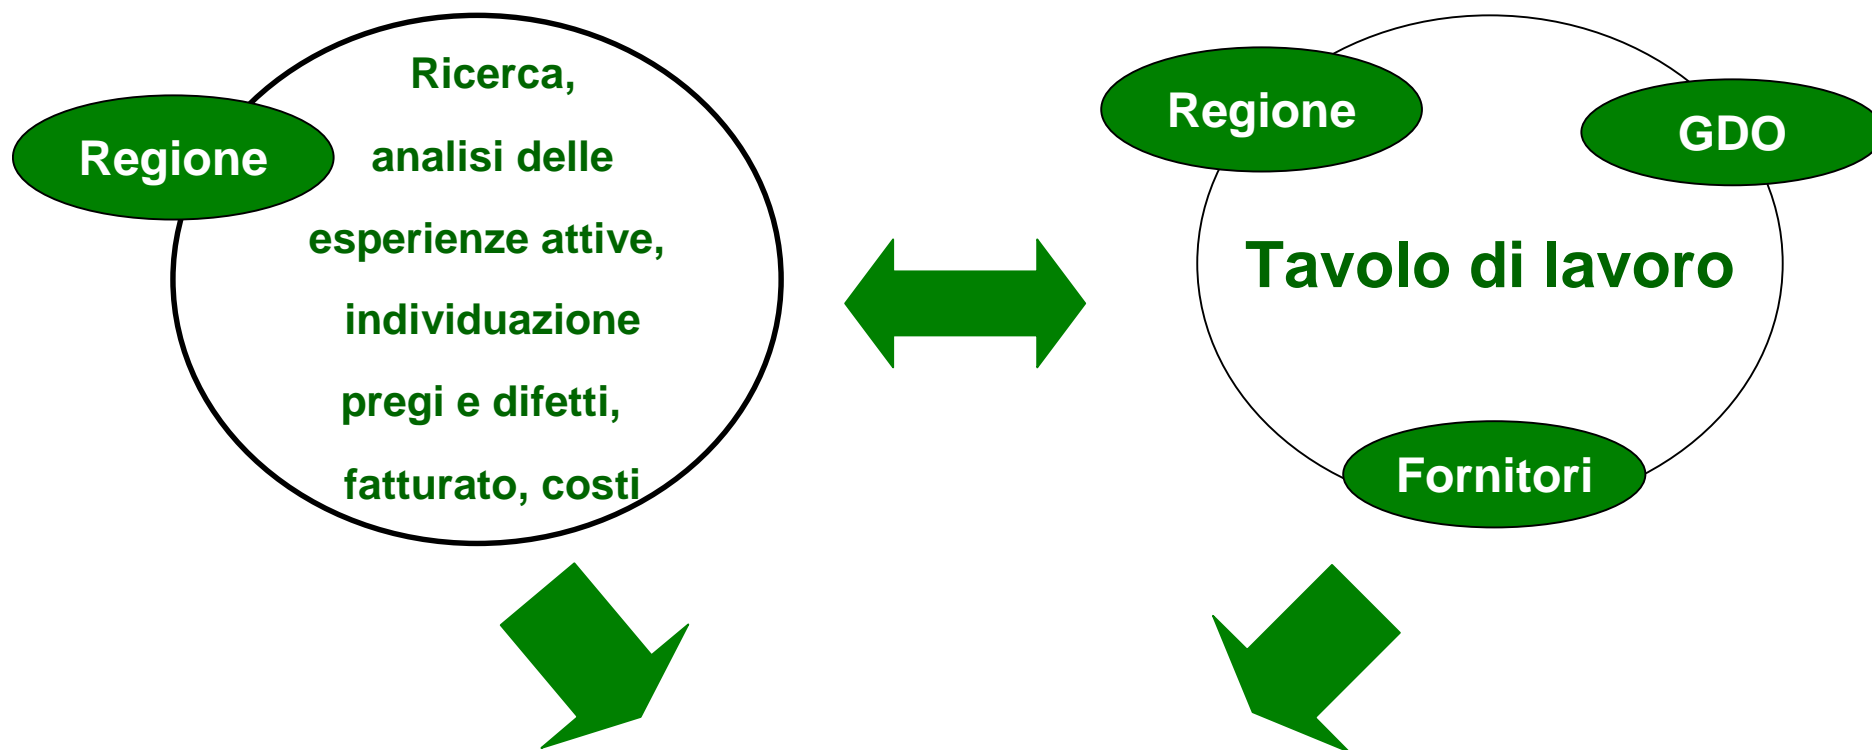 Regione
Ricerca,
analisi delle
esperienze attive,
individuazione
pregi e difetti,
fatturato, costi
Regione
GDO
Tavolo di lavoro
Fornitori